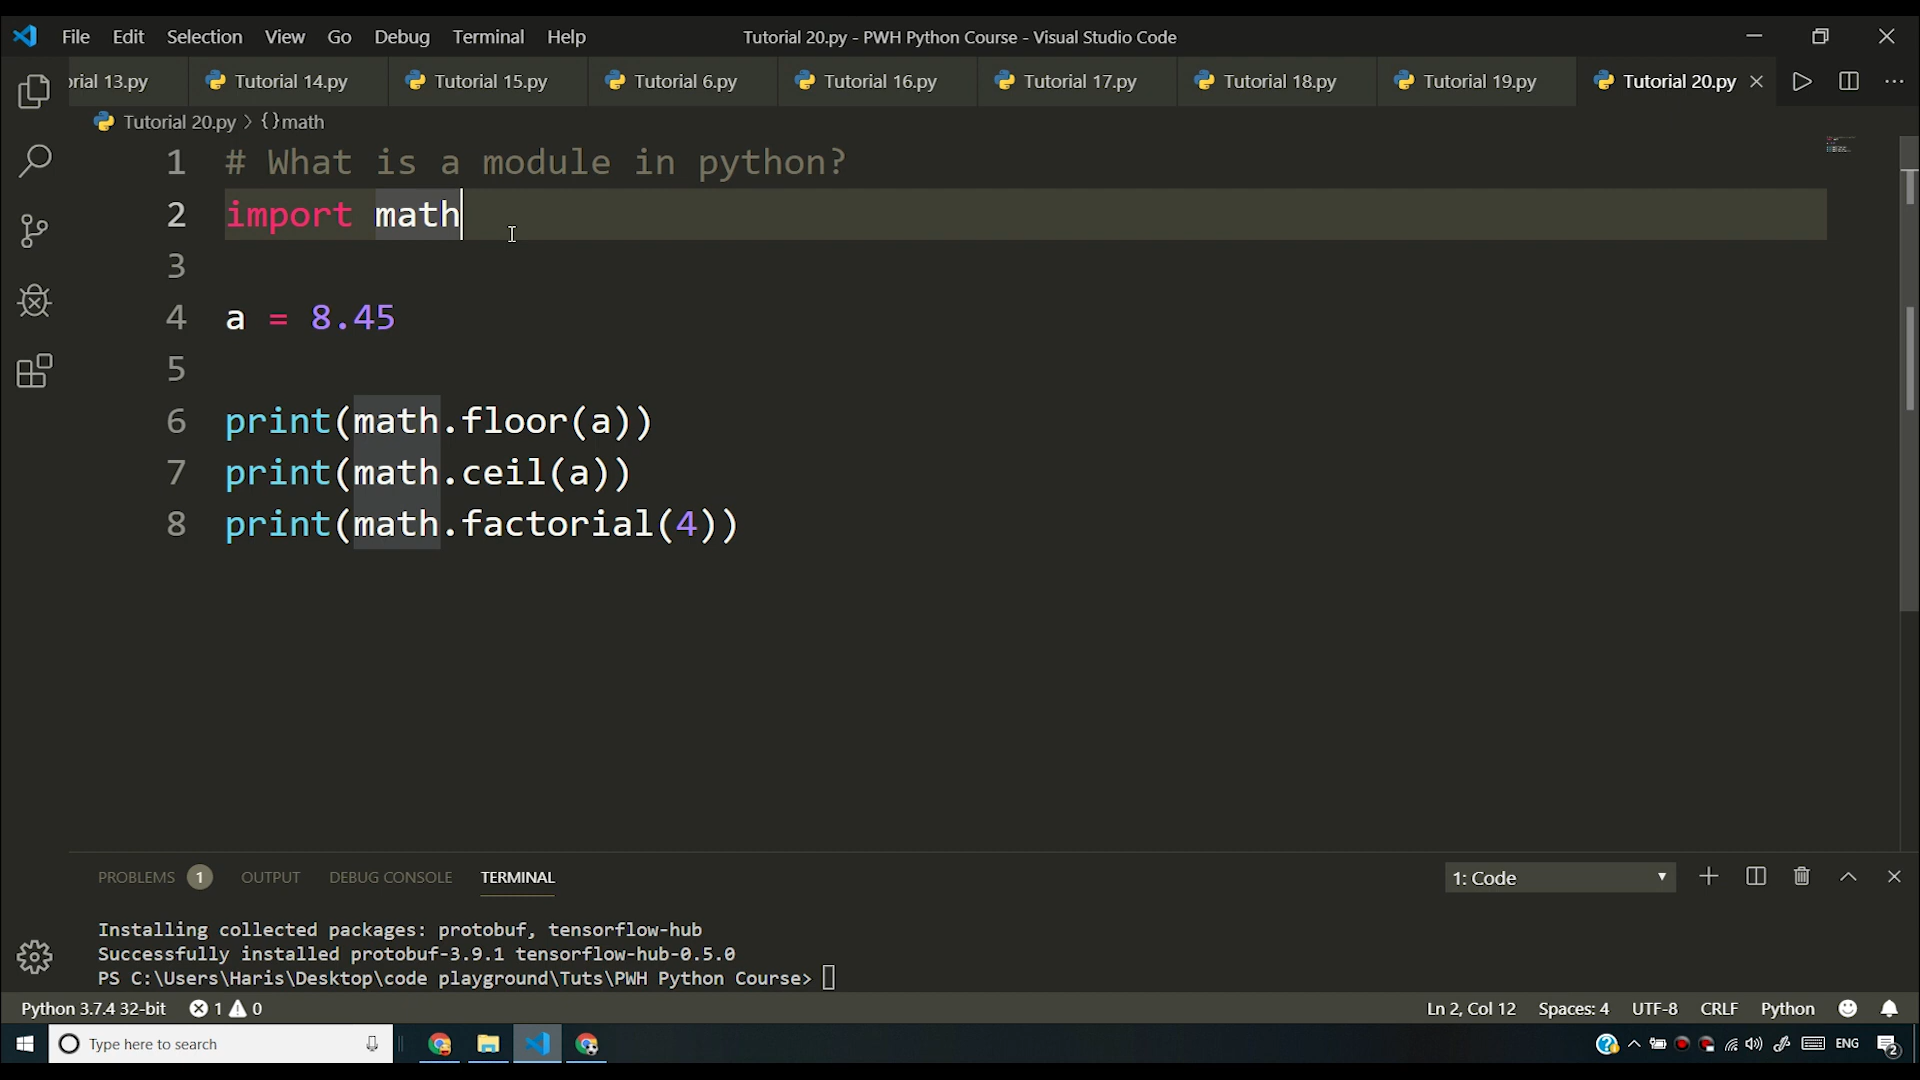 File Edit Selection View Go Debug Terminal Help Tutorial 20.py - PWH Python Course - Visual Studio Code
rial 13.py Tutorial 14.py Tutorial 15.py Tutorial 6.py Tutorial 16.py Tutorial 17.py Tutorial 18.py Tutorial 19.py Tutorial 20.py
Tutorial 20.py > {} math
1 # What is a module in python?
2 import math
3
4 a = 8.45
5
6 print(math.floor(a))
7 print(math.ceil(a))
8 print(math.factorial(4))
PROBLEMS 1 OUTPUT DEBUG CONSOLE TERMINAL 1: Code
Installing collected packages: protobuf, tensorflow-hub
Successfully installed protobuf-3.9.1 tensorflow-hub-0.5.0
PS C:\Users\Haris\Desktop\code playground\Tuts\PWH Python Course>
Python 3.7.4 32-bit 1 0 Ln 2, Col 12 Spaces: 4 UTF-8 CRLF Python
Type here to search ENG 2